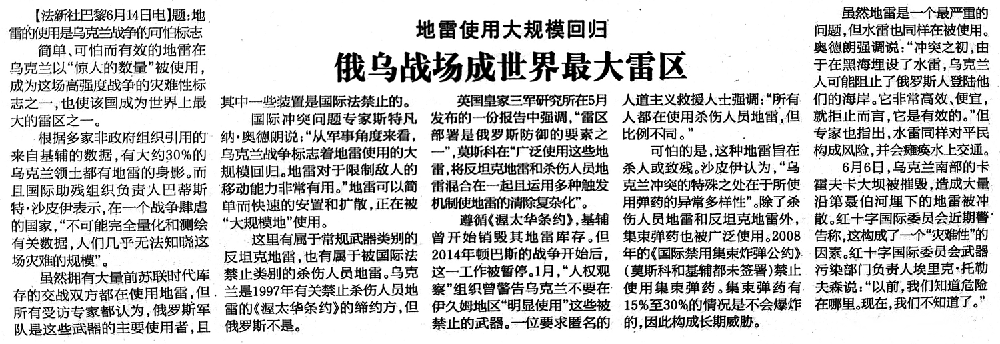 地雷使用大规模回归
俄乌战场成世界最大雷区
【法新社巴黎6月14日电】题:地
雷的使用是乌克兰战争的可怕标志
简单、可怕而有效的地雷在
乌克兰以“惊人的数量”被使用，
成为这场高强度战争的灾难性标
志之一，也使该国成为世界上最
大的雷区之一。
根据多家非政府组织引用的
来自基辅的数据，有大约30%的
乌克兰领土都有地雷的身影。而
且国际助残组织负责人巴蒂斯
特·沙皮伊表示，在一个战争肆虐
的国家，“不可能完全量化和测绘
有关数据，人们几乎无法知晓这
场灾难的规模”。
虽然拥有大量前苏联时代库
存的交战双方都在使用地雷，但
所有受访专家都认为，俄罗斯军
队是这些武器的主要使用者，且
其中一些装置是国际法禁止的。
国际冲突问题专家斯特凡
纳·奥德朗说：“从军事角度来看，
乌克兰战争标志着地雷使用的大
规模回归。地雷对于限制敌人的
移动能力非常有用。”地雷可以简
单而快速的安置和扩散，正在被
“大规模地”使用。
这里有属于常规武器类别的
反坦克地雷，也有属于被国际法
禁止类别的杀伤人员地雷。乌克
兰是1997年有关禁止杀伤人员地
雷的《渥太华条约》的缔约方，但
俄罗斯不是。
英国皇家三军研究所在5月
发布的一份报告中强调，“雷区
部署是俄罗斯防御的要素之
一”，莫斯科在“广泛使用这些地
雷，将反坦克地雷和杀伤人员地
雷混合在一起且运用多种触发
机制使地雷的清除复杂化”。
遵循《渥太华条约》，基辅
曾开始销毁其地雷库存。但
2014年顿巴斯的战争开始后，
这一工作被暂停。1月，“人权观
察”组织曾警告乌克兰不要在
伊久姆地区“明显使用”这些被
禁止的武器。一位要求匿名的
人道主义救援人士强调：“所有
人都在使用杀伤人员地雷，但
比例不同。”
可怕的是，这种地雷旨在
杀人或致残。沙皮伊认为，“乌
克兰冲突的特殊之处在于所使
用弹药的异常多样性”。除了杀
伤人员地雷和反坦克地雷外，
集束弹药也被广泛使用。2008
年的《国际禁用集束炸弹公约》
（莫斯科和基辅都未签署）禁止
使用集束弹药。集束弹药有
15%至30%的情况是不会爆炸
的，因此构成长期威胁。
虽然地雷是一个最严重的
问题，但水雷也同样在被使用。
奥德朗强调说：“冲突之初，由
于在黑海埋设了水雷，乌克兰
人可能阻止了俄罗斯人登陆他
们的海岸。它非常高效、便宜，
就拒止而言，它是有效的。”但
专家也指出，水雷同样对平民
构成风险，并会瘫痪水上交通。
6月6日，乌克兰南部的卡
霍夫卡大坝被摧毁，造成大量
沿第聂伯河埋下的地雷被冲
散。红十字国际委员会近期警
告称，这构成了一个“灾难性”的
因素。红十字国际委员会武器
污染部门负责人埃里克·托勒
夫森说：“以前，我们知道危险
在哪里。现在，我们不知道了。”